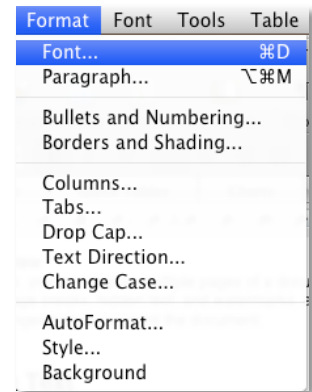 Format Font Tools Table
Font... ⌘D
Paragraph... ⌥⌘M
Bullets and Numbering...
Borders and Shading...
Columns...
Tabs...
Drop Cap...
Text Direction...
Change Case...
AutoFormat...
Style...
Background